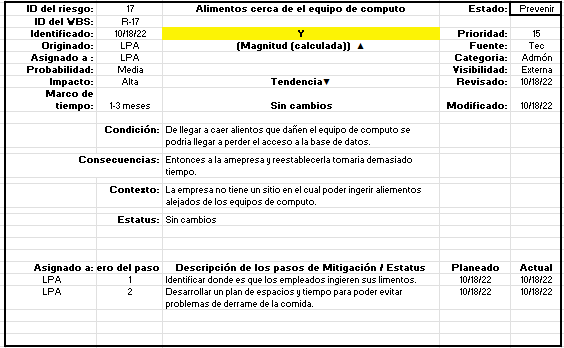 ID del riesgo: 17 Alimentos cerca de el equipo de computo Estado: Prevenir
ID del WBS: R-17
Identificado: 10/18/22 Y Prioridad: 15
Originado: LPA (Magnitud (calculada)) ▲ Fuente: Tec
Asignado a : LPA Categoria: Admón
Probabilidad: Media Visibilidad: Externa
Impacto: Alta Tendencia▼ Revisado: 10/18/22
Marco de
tiempo: 1-3 meses Sin cambios Modificado: 10/18/22
Condición: De llegar a caer alientos que dañen el equipo de computo se
podria llegar a perder el acceso a la base de datos.
Consecuencias: Entonces a la amepresa y reestablecerla tomaria demasiado
tiempo.
Contexto: La empresa no tiene un sitio en el cual poder ingerir aliementos
alejados de los equipos de computo.
Estatus: Sin cambios
Asignado a: ero del paso Descripción de los pasos de Mitigación / Estatus Planeado Actual
LPA 1 Identificar donde es que los empleados ingieren sus limentos. 10/18/22 10/18/22
LPA 2 Desarrollar un plan de espacios y tiempo para poder evitar 10/18/22 10/18/22
problemas de derrame de la comida.